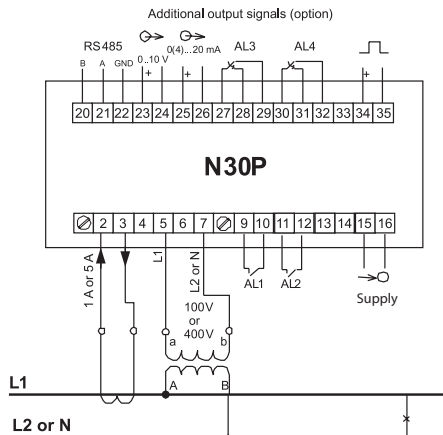 Additional output signals (option)
RS 485
0(4)...20 mA
AL3
AL4
B A GND
0..10 V
+ + +
20 21 22 23 24 25 26 27 28 29 30 31 32 33 34 35
N30P
2 3 4 5 6 7 9 10 11 12 13 14 15 16
1 A or 5 A
L1
L2 or N
AL1 AL2
Supply
100V
or
400V
a b
A B
L1
L2 or N